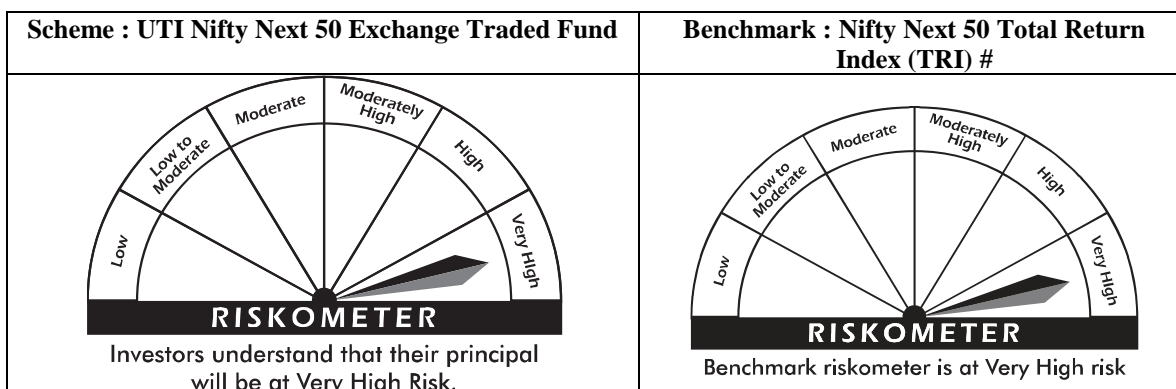 Scheme : UTI Nifty Next 50 Exchange Traded Fund
Benchmark : Nifty Next 50 Total Return
Index (TRI) #
Low
Low to
Moderate
Moderate
Moderately
High
High
Very HIgh
RISKOMETER
Investors understand that their principal
will be at Very High Risk.
Low
Low to
Moderate
Moderate
Moderately
High
High
Very HIgh
RISKOMETER
Benchmark riskometer is at Very High risk